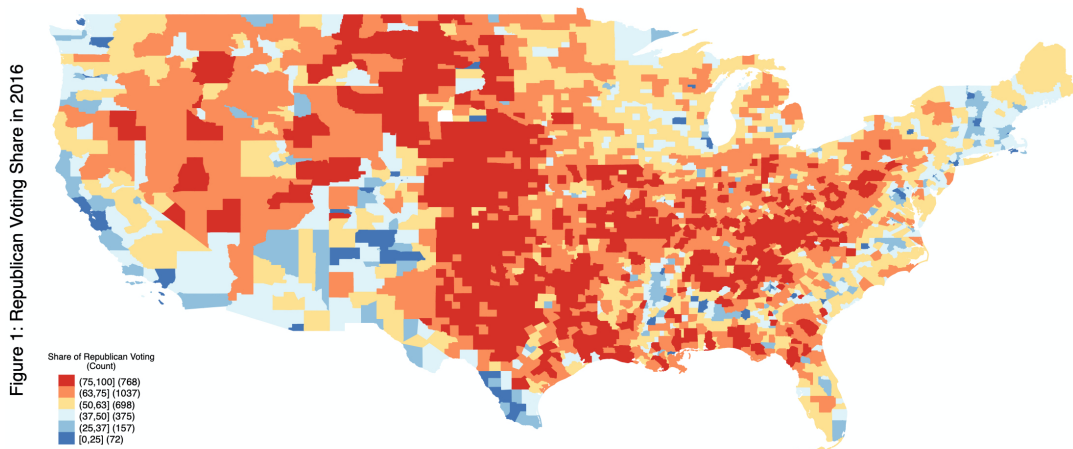 Figure 1: Republican Voting Share in 2016
Share of Republican Voting
(Count)
(75,100] (768)
(63,75] (1037)
(50,63] (698)
(37,50] (375)
(25,37] (157)
[0,25] (72)